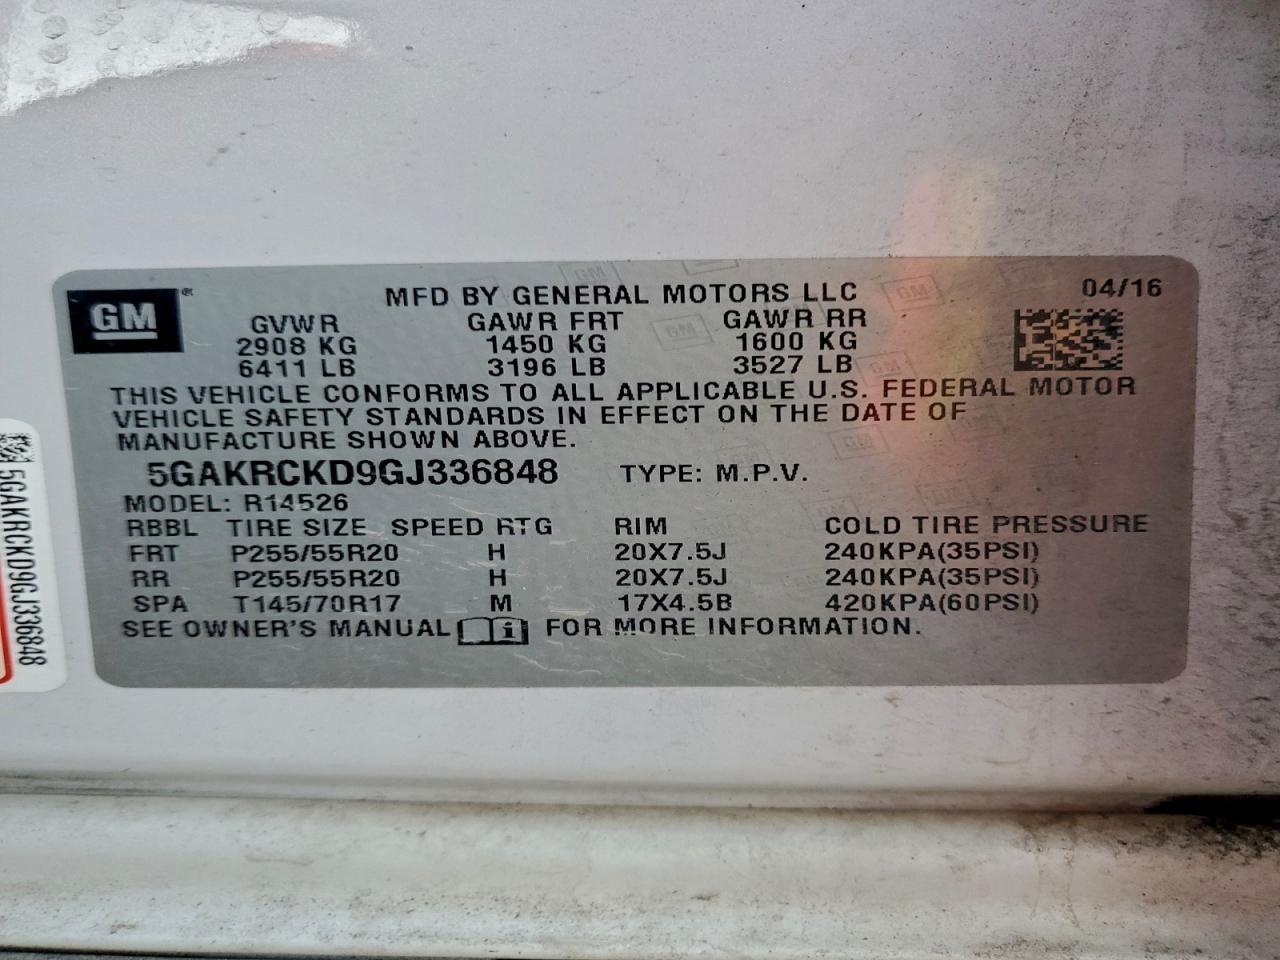 GM
MFD BY GENERAL MOTORS LLC 04/16
GVWR GAWR FRT GAWR RR
2908 KG 1450 KG 1600 KG
6411 LB 3196 LB 3527 LB
THIS VEHICLE CONFORMS TO ALL APPLICABLE U.S. FEDERAL MOTOR
VEHICLE SAFETY STANDARDS IN EFFECT ON THE DATE OF
MANUFACTURE SHOWN ABOVE.
5GAKRCKD9GJ336848 TYPE: M.P.V.
MODEL: R14526
RBBL TIRE SIZE SPEED RTG RIM COLD TIRE PRESSURE
FRT P255/55R20 H 20X7.5J 240KPA(35PSI)
RR P255/55R20 H 20X7.5J 240KPA(35PSI)
SPA T145/70R17 M 17X4.5B 420KPA(60PSI)
SEE OWNER'S MANUAL i FOR MORE INFORMATION.
5GAKRCKD9GJ336848